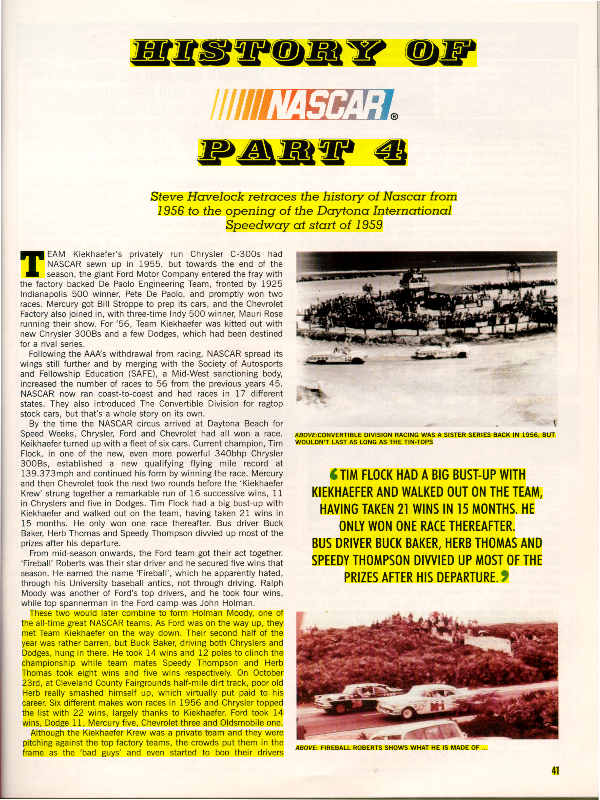 HISTORY OF
NASCAR®
PART 4
Steve Havelock retraces the history of Nascar from
1956 to the opening of the Daytona International
Speedway at start of 1959
TEAM Kiekhaefer's privately run Chrysler C-300s had
NASCAR sewn up in 1955, but towards the end of the
season, the giant Ford Motor Company entered the fray with
the factory backed De Paolo Engineering Team, fronted by 1925
Indianapolis 500 winner, Pete De Paolo, and promptly won two
races. Mercury got Bill Stroppe to prep its cars, and the Chevrolet
Factory also joined in, with three-time Indy 500 winner, Mauri Rose
running their show. For '56, Team Kiekhaefer was kitted out with
new Chrysler 300Bs and a few Dodges, which had been destined
for a rival series.
Following the AAA's withdrawal from racing, NASCAR spread its
wings still further and by merging with the Society of Autosports
and Fellowship Education (SAFE), a Mid-West sanctioning body,
increased the number of races to 56 from the previous years 45.
NASCAR now ran coast-to-coast and had races in 17 different
states. They also introduced The Convertible Division for ragtop
stock cars, but that's a whole story on its own.
By the time the NASCAR circus arrived at Daytona Beach for
Speed Weeks, Chrysler, Ford and Chevrolet had all won a race.
Keikhaefer turned up with a fleet of six cars. Current champion, Tim
Flock, in one of the new, even more powerful 340bhp Chrysler
300Bs, established a new qualifying flying mile record at
139.373mph and continued his form by winning the race. Mercury
and then Chevrolet took the next two rounds before the 'Kiekhaefer
Krew' strung together a remarkable run of 16 successive wins, 11
in Chryslers and five in Dodges. Tim Flock had a big bust-up with
Kiekhaefer and walked out on the team, having taken 21 wins in
15 months. He only won one race thereafter. Bus driver Buck
Baker, Herb Thomas and Speedy Thompson divvied up most of the
prizes after his departure.
From mid-season onwards, the Ford team got their act together.
'Fireball' Roberts was their star driver and he secured five wins that
season. He earned the name 'Fireball', which he apparently hated,
through his University baseball antics, not through driving. Ralph
Moody was another of Ford's top drivers, and he took four wins,
while top spannerman in the Ford camp was John Holman.
These two would later combine to form Holman Moody, one of
the all-time great NASCAR teams. As Ford was on the way up, they
met Team Kiekhaefer on the way down. Their second half of the
year was rather barren, but Buck Baker, driving both Chryslers and
Dodges, hung in there. He took 14 wins and 12 poles to clinch the
championship while team mates Speedy Thompson and Herb
Thomas took eight wins and five wins respectively. On October
23rd, at Cleveland County Fairgrounds half-mile dirt track, poor old
Herb really smashed himself up, which virtually put paid to his
career. Six different makes won races in 1956 and Chrysler topped
the list with 22 wins, largely thanks to Kiekhaefer, Ford took 14
wins, Dodge 11, Mercury five, Chevrolet three and Oldsmobile one.
Although the Kiekhaefer Krew was a private team and they were
pitching against the top factory teams, the crowds put them in the
frame as the 'bad guys' and even started to boo their drivers
ABOVE:CONVERTIBLE DIVISION RACING WAS A SISTER SERIES BACK IN 1956, BUT
WOULDN'T LAST AS LONG AS THE TIN-TOPS
‘TIM FLOCK HAD A BIG BUST-UP WITH
KIEKHAEFER AND WALKED OUT ON THE TEAM,
HAVING TAKEN 21 WINS IN 15 MONTHS. HE
ONLY WON ONE RACE THEREAFTER.
BUS DRIVER BUCK BAKER, HERB THOMAS AND
SPEEDY THOMPSON DIVVIED UP MOST OF THE
PRIZES AFTER HIS DEPARTURE.’
ABOVE: FIREBALL ROBERTS SHOWS WHAT HE IS MADE OF ...
41